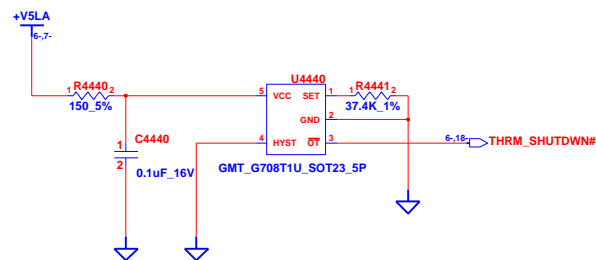 +V5LA
6-,7-
U4440
1 R4440 2
150_5%
5 VCC SET 1
1 R4441 2
37.4K_1%
GND 2
4 HYST OT 3
6-,18-
THRM_SHUTDWN#
C4440
1
2
0.1uF_16V
GMT_G708T1U_SOT23_5P